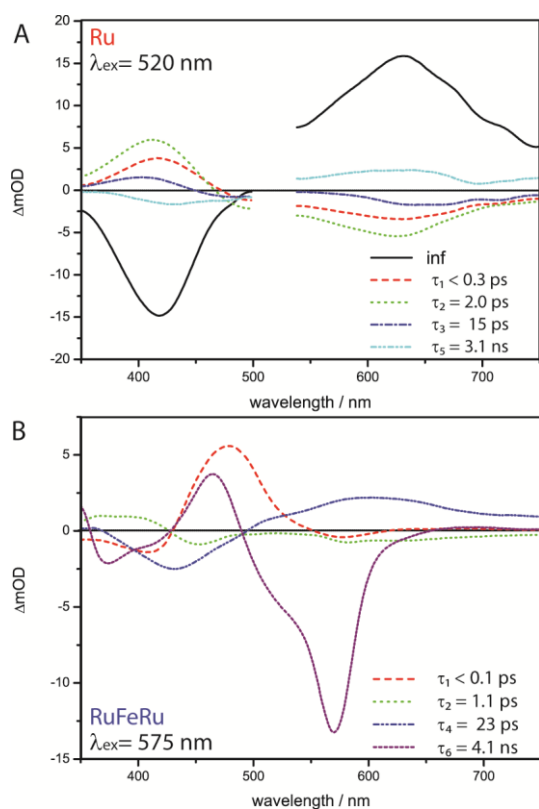 A
Ru
λex= 520 nm
ΔmOD
25
20
15
10
5
0
-5
-10
-15
-20
inf
τ1 < 0.3 ps
τ2 = 2.0 ps
τ3 = 15 ps
τ5 = 3.1 ns
400 500 600 700
wavelength / nm
B
ΔmOD
5
0
-5
-10
-15
RuFeRu
λex= 575 nm
τ1 < 0.1 ps
τ2 = 1.1 ps
τ4 = 23 ps
τ6 = 4.1 ns
400 500 600 700
wavelength / nm